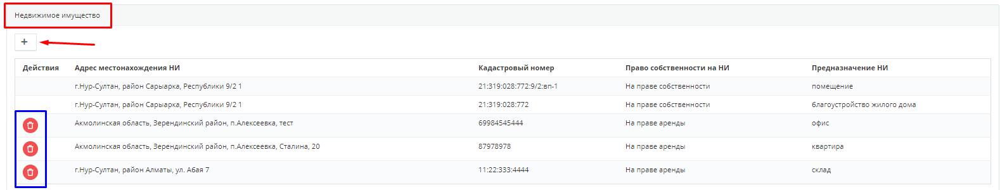 Недвижимое имущество
+
Действия Адрес местонахождения НИ Кадастровый номер Право собственности на НИ Предназначение НИ
г.Нур-Султан, район Сарыарка, Республики 9/2 1 21:319:028:772:9/2:вп-1 На праве собственности помещение
г.Нур-Султан, район Сарыарка, Республики 9/2 1 21:319:028:772 На праве собственности благоустройство жилого дома
Акмолинская область, Зерендинский район, п.Алексеевка, тест 69984545444 На праве аренды офис
Акмолинская область, Зерендинский район, п.Алексеевка, Сталина, 20 87978978 На праве аренды квартира
г.Нур-Султан, район Алматы, ул. Абая 7 11:22:333:4444 На праве аренды склад